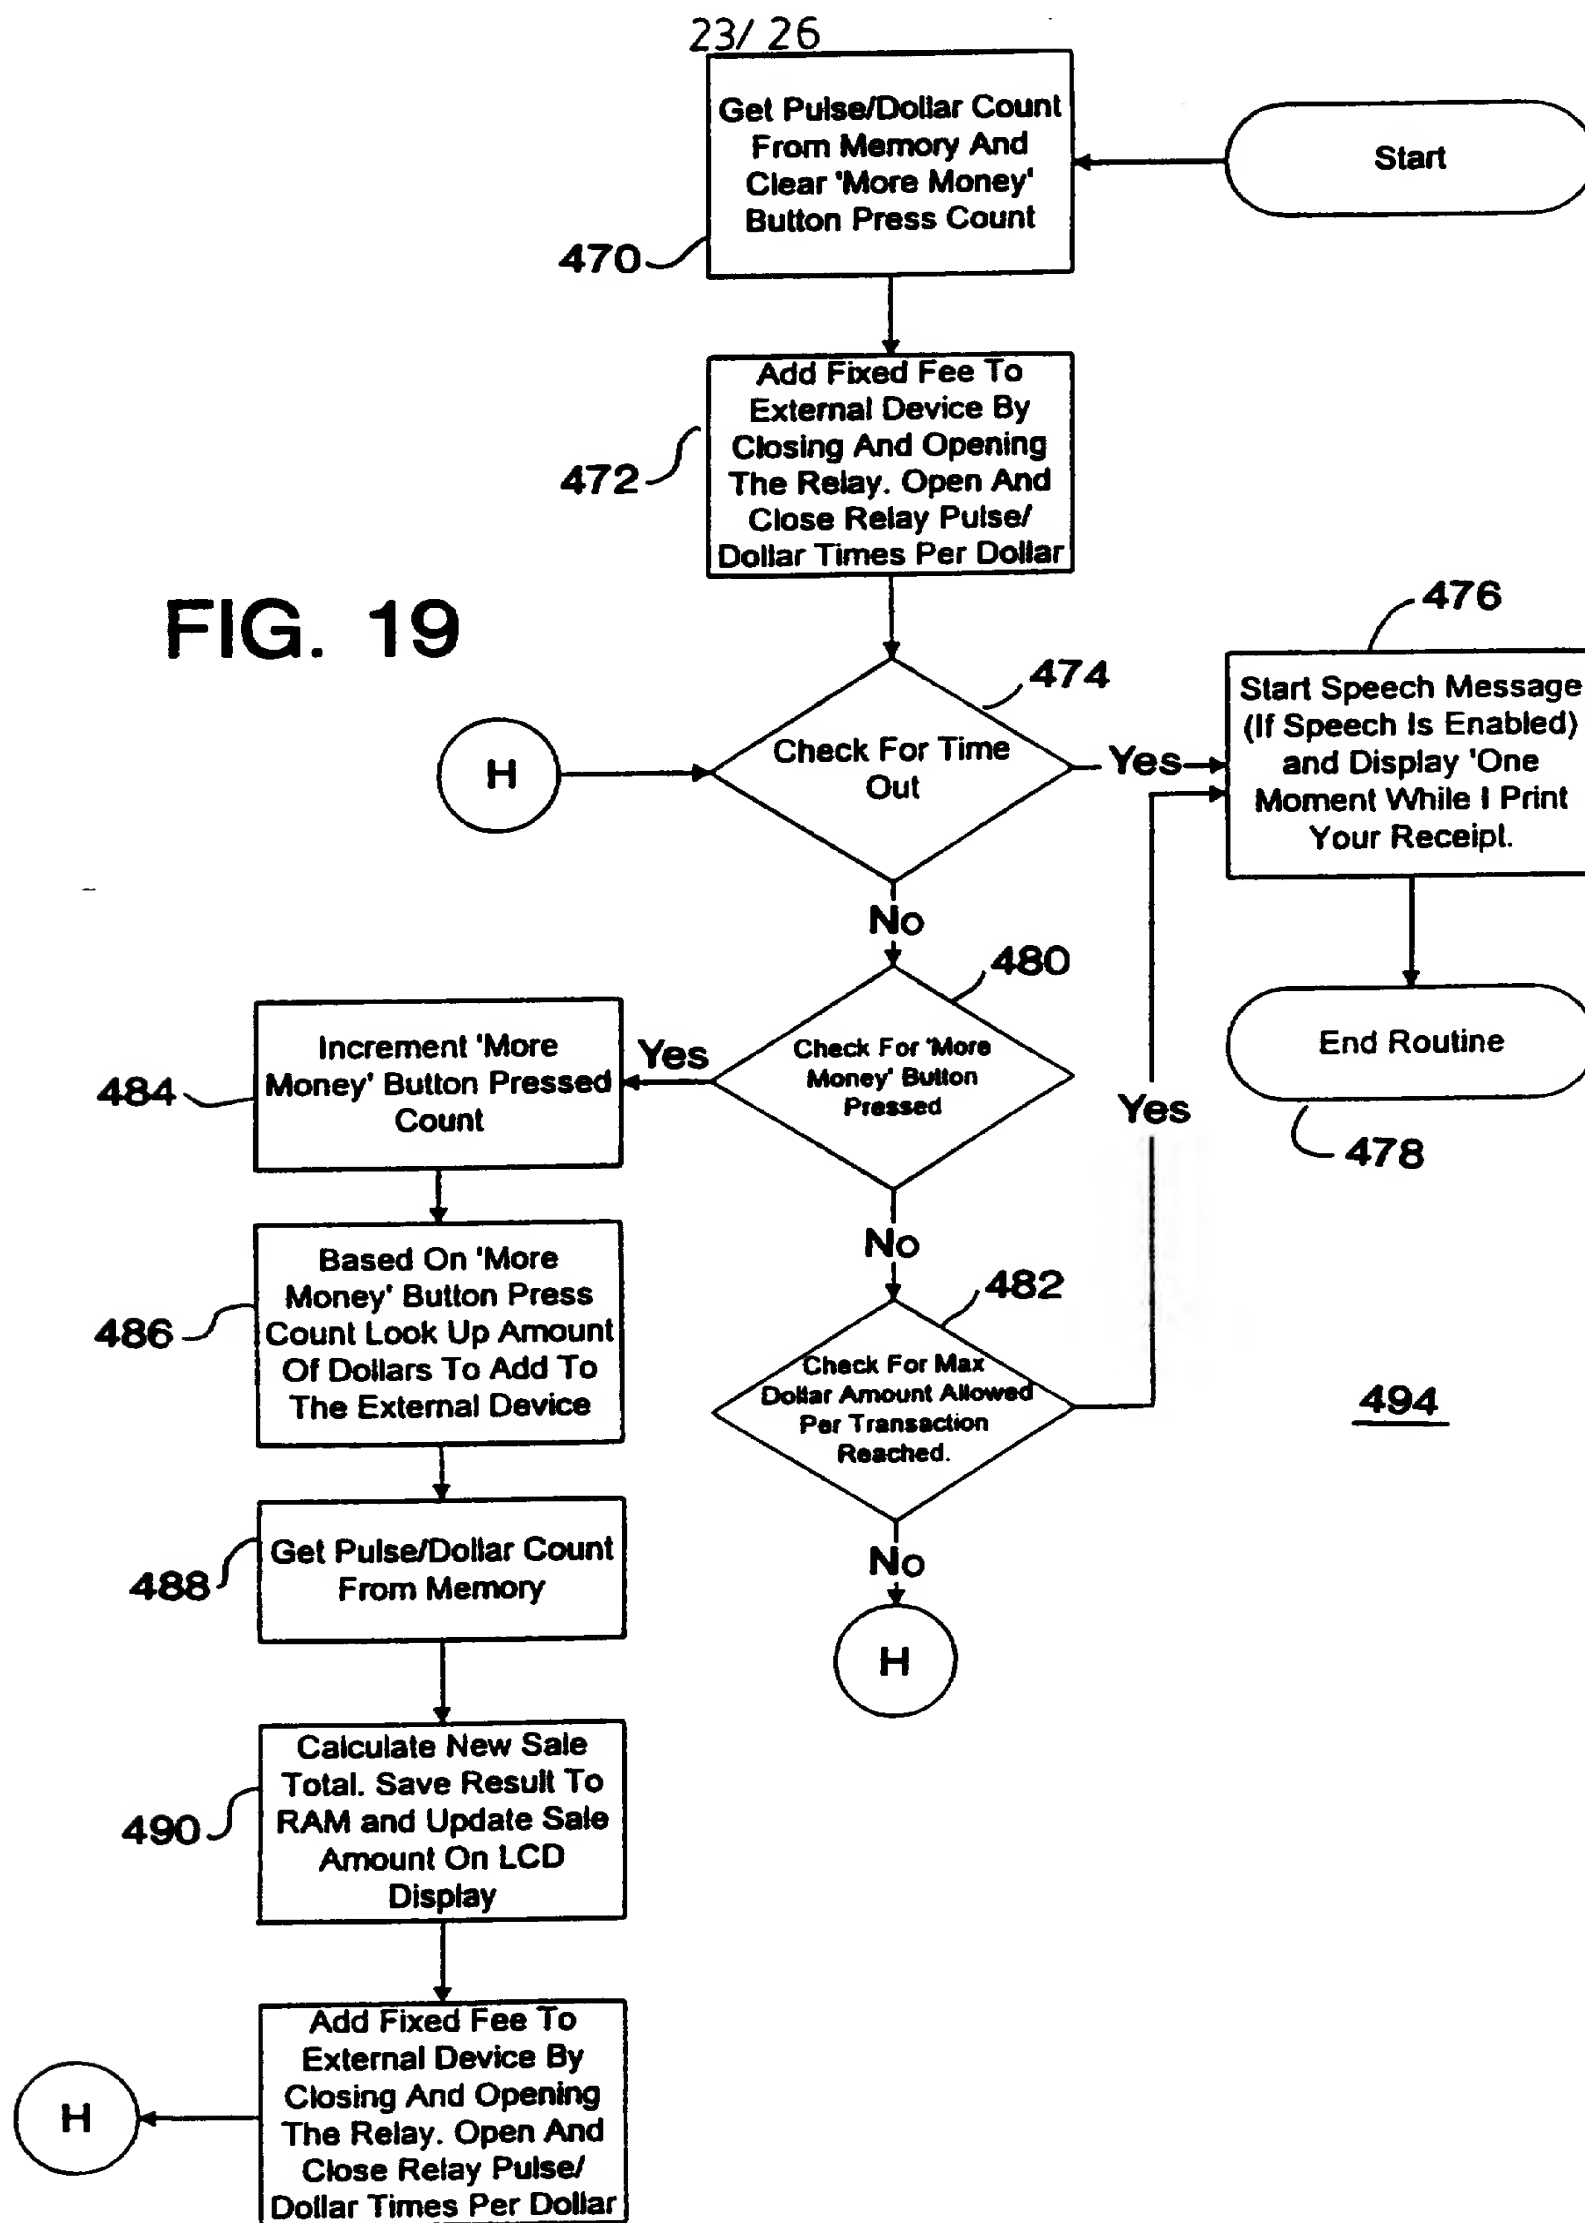 23/ 26
Get Pulse/Dollar Count
From Memory And
Clear 'More Money'
Button Press Count
Start
470
Add Fixed Fee To
External Device By
Closing And Opening
The Relay. Open And
Close Relay Pulse/
Dollar Times Per Dollar
472
FIG. 19
476
474
Start Speech Message
(If Speech Is Enabled)
and Display 'One
Moment While I Print
Your Receipt.
H
Check For Time
Out
Yes
No
480
Increment 'More
Money' Button Pressed
Count
Yes
Check For 'More
Money' Button
Pressed
End Routine
484
Yes
478
No
Based On 'More
Money' Button Press
Count Look Up Amount
Of Dollars To Add To
The External Device
486
482
Check For Max
Dollar Amount Allowed
Per Transaction
Reached.
494
Get Pulse/Dollar Count
From Memory
488
No
H
Calculate New Sale
Total. Save Result To
RAM and Update Sale
Amount On LCD
Display
490
Add Fixed Fee To
External Device By
Closing And Opening
The Relay. Open And
Close Relay Pulse/
Dollar Times Per Dollar
H